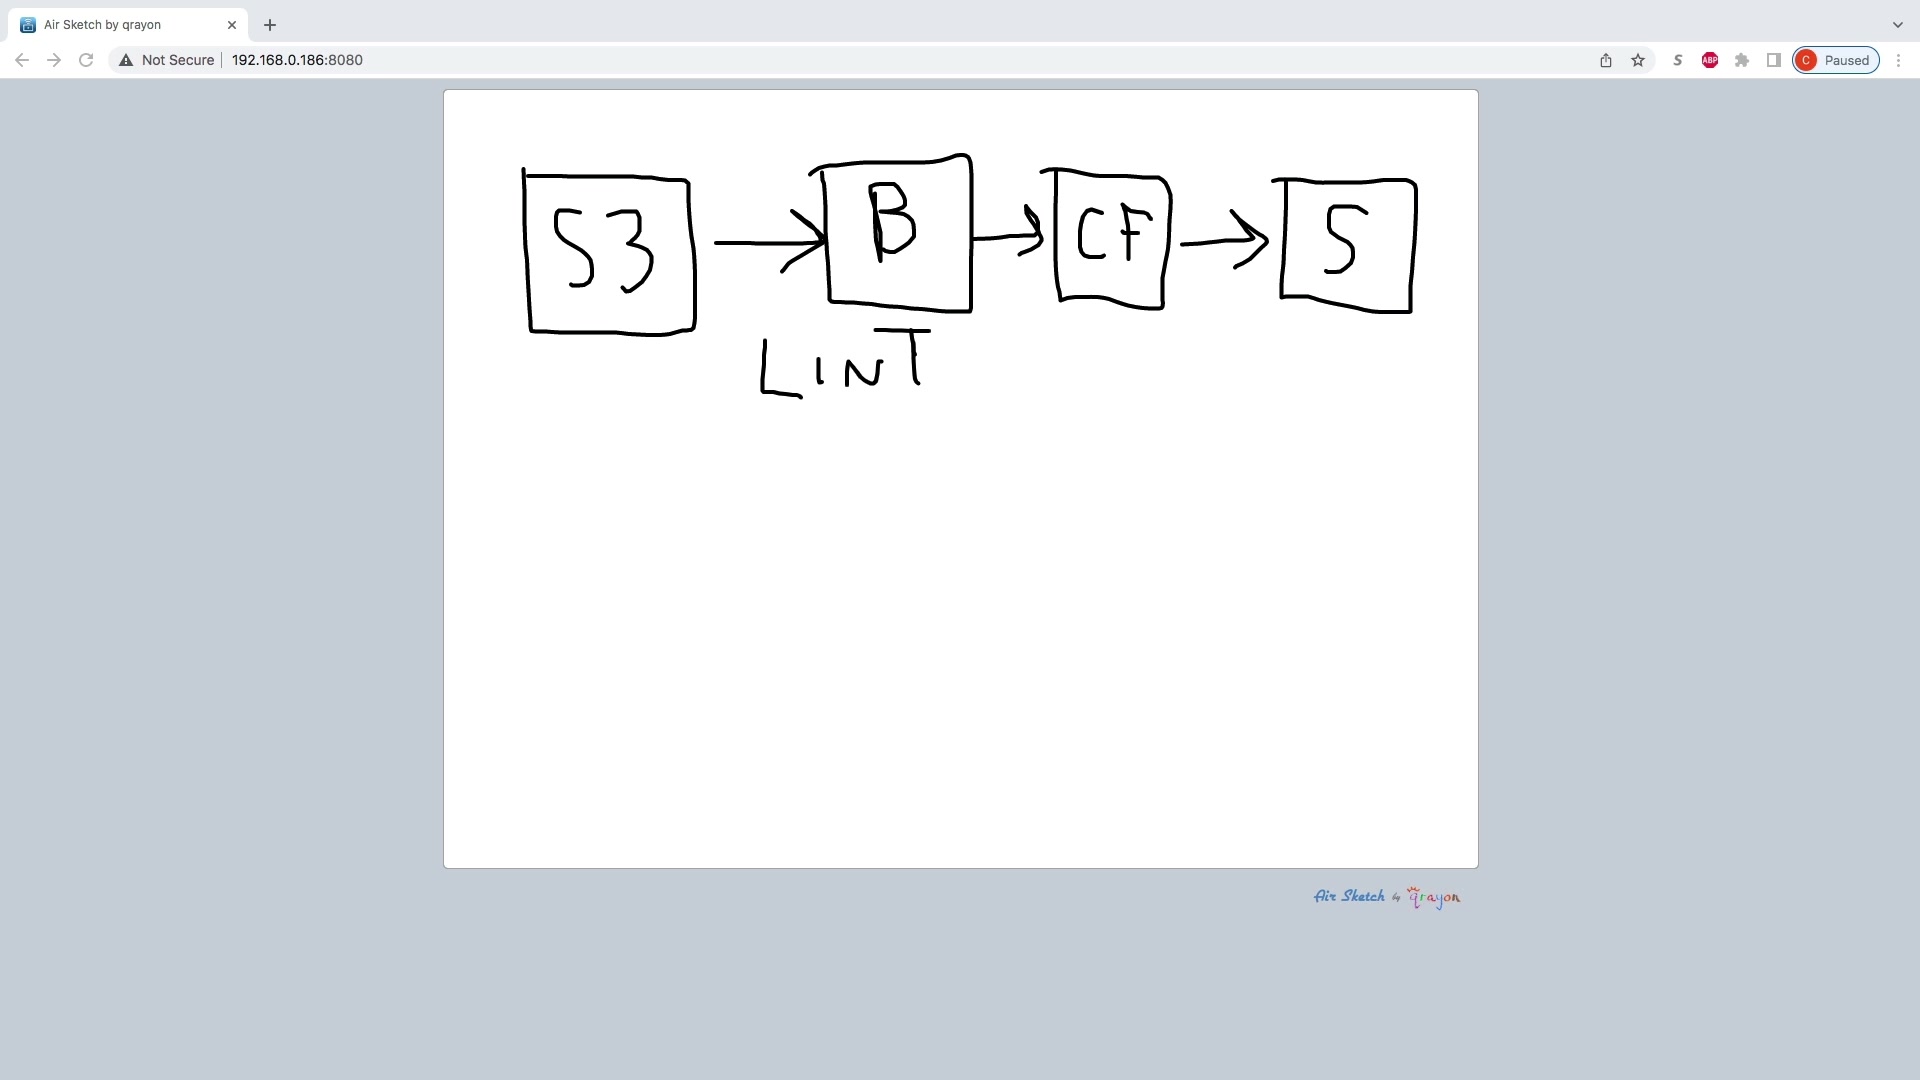 Air Sketch by qrayon
Not Secure
192.168.0.186:8080
S
ABP
C
Paused
S3
B
CF
S
LINT
Air Sketch by qrayon